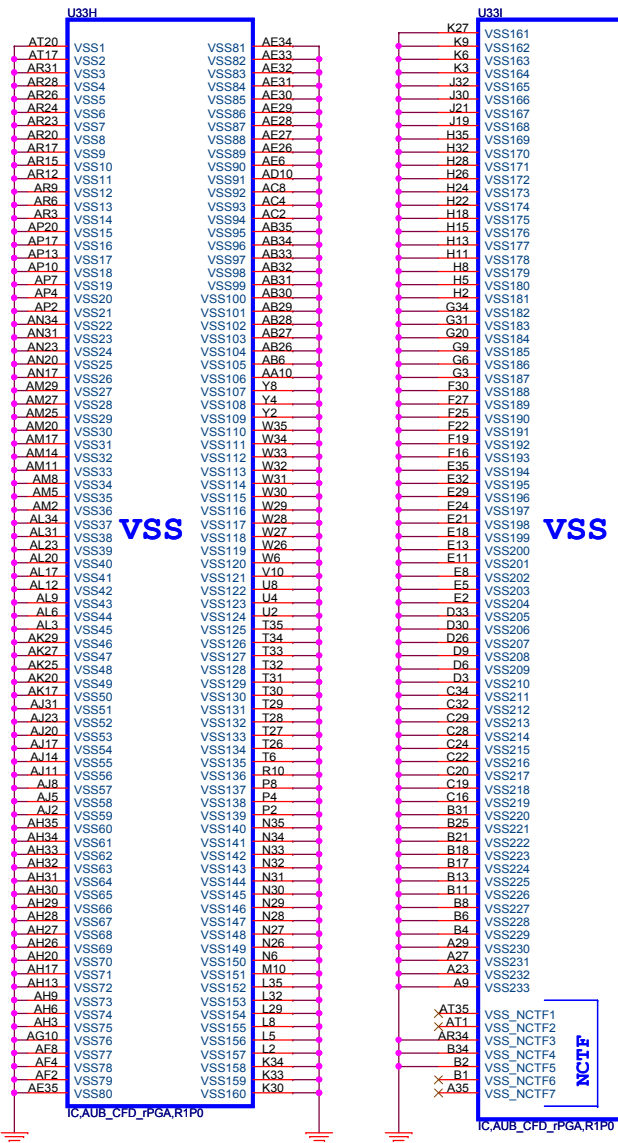 U33H
AT20 VSS1 VSS81 AE34
AT17 VSS2 VSS82 AE33
AR31 VSS3 VSS83 AE32
AR28 VSS4 VSS84 AE31
AR26 VSS5 VSS85 AE30
AR24 VSS6 VSS86 AE29
AR23 VSS7 VSS87 AE28
AR20 VSS8 VSS88 AE27
AR17 VSS9 VSS89 AE26
AR15 VSS10 VSS90 AE6
AR12 VSS11 VSS91 AD10
AR9 VSS12 VSS92 AC8
AR6 VSS13 VSS93 AC4
AR3 VSS14 VSS94 AC2
AP20 VSS15 VSS95 AB35
AP17 VSS16 VSS96 AB34
AP13 VSS17 VSS97 AB33
AP10 VSS18 VSS98 AB32
AP7 VSS19 VSS99 AB31
AP4 VSS20 VSS100 AB30
AP2 VSS21 VSS101 AB29
AN34 VSS22 VSS102 AB28
AN31 VSS23 VSS103 AB27
AN23 VSS24 VSS104 AB26
AN20 VSS25 VSS105 AB6
AN17 VSS26 VSS106 AA10
AM29 VSS27 VSS107 Y8
AM27 VSS28 VSS108 Y4
AM25 VSS29 VSS109 Y2
AM20 VSS30 VSS110 W35
AM17 VSS31 VSS111 W34
AM14 VSS32 VSS112 W33
AM11 VSS33 VSS113 W32
AM8 VSS34 VSS114 W31
AM5 VSS35 VSS115 W30
AM2 VSS36 VSS116 W29
AL34 VSS37 VSS117 W28
AL31 VSS38 VSS118 W27
AL23 VSS39 VSS119 W26
AL20 VSS40 VSS120 W6
AL17 VSS41 VSS121 V10
AL12 VSS42 VSS122 U8
AL9 VSS43 VSS123 U4
AL6 VSS44 VSS124 U2
AL3 VSS45 VSS125 T35
AK29 VSS46 VSS126 T34
AK27 VSS47 VSS127 T33
AK25 VSS48 VSS128 T32
AK20 VSS49 VSS129 T31
AK17 VSS50 VSS130 T30
AJ31 VSS51 VSS131 T29
AJ23 VSS52 VSS132 T28
AJ20 VSS53 VSS133 T27
AJ17 VSS54 VSS134 T26
AJ14 VSS55 VSS135 T6
AJ11 VSS56 VSS136 R10
AJ8 VSS57 VSS137 P8
AJ5 VSS58 VSS138 P4
AJ2 VSS59 VSS139 P2
AH35 VSS60 VSS140 N35
AH34 VSS61 VSS141 N34
AH33 VSS62 VSS142 N33
AH32 VSS63 VSS143 N32
AH31 VSS64 VSS144 N31
AH30 VSS65 VSS145 N30
AH29 VSS66 VSS146 N29
AH28 VSS67 VSS147 N28
AH27 VSS68 VSS148 N27
AH26 VSS69 VSS149 N26
AH20 VSS70 VSS150 N6
AH17 VSS71 VSS151 M10
AH13 VSS72 VSS152 L35
AH9 VSS73 VSS153 L32
AH6 VSS74 VSS154 L29
AH3 VSS75 VSS155 L8
AG10 VSS76 VSS156 L5
AF8 VSS77 VSS157 L2
AF4 VSS78 VSS158 K34
AF2 VSS79 VSS159 K33
AE35 VSS80 VSS160 K30
VSS
IC,AUB_CFD_rPGA,R1P0
U33I
K27 VSS161
K9 VSS162
K6 VSS163
K3 VSS164
J32 VSS165
J30 VSS166
J21 VSS167
J19 VSS168
H35 VSS169
H32 VSS170
H28 VSS171
H26 VSS172
H24 VSS173
H22 VSS174
H18 VSS175
H15 VSS176
H13 VSS177
H11 VSS178
H8 VSS179
H5 VSS180
H2 VSS181
G34 VSS182
G31 VSS183
G20 VSS184
G9 VSS185
G6 VSS186
G3 VSS187
F30 VSS188
F27 VSS189
F25 VSS190
F22 VSS191
F19 VSS192
F16 VSS193
E35 VSS194
E32 VSS195
E29 VSS196
E24 VSS197
E21 VSS198
E18 VSS199
E13 VSS200
E11 VSS201
E8 VSS202
E5 VSS203
E2 VSS204
D33 VSS205
D30 VSS206
D26 VSS207
D9 VSS208
D6 VSS209
D3 VSS210
C34 VSS211
C32 VSS212
C29 VSS213
C28 VSS214
C24 VSS215
C22 VSS216
C20 VSS217
C19 VSS218
C16 VSS219
B31 VSS220
B25 VSS221
B21 VSS222
B18 VSS223
B17 VSS224
B13 VSS225
B11 VSS226
B8 VSS227
B6 VSS228
B4 VSS229
A29 VSS230
A27 VSS231
A23 VSS232
A9 VSS233
VSS
AT35 VSS_NCTF1
AT1 VSS_NCTF2
AR34 VSS_NCTF3
B34 VSS_NCTF4
B2 VSS_NCTF5
B1 VSS_NCTF6
A35 VSS_NCTF7
NCTF
IC,AUB_CFD_rPGA,R1P0